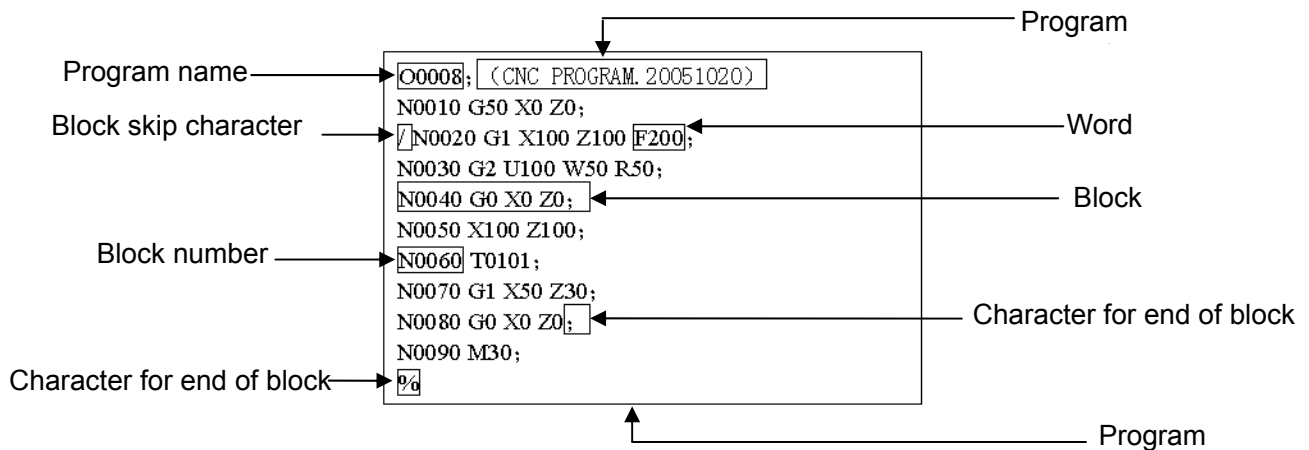 Program
Program name
O0008; (CNC PROGRAM. 20051020)
N0010 G50 X0 Z0;
Block skip character
/ N0020 G1 X100 Z100 F200;
Word
N0030 G2 U100 W50 R50;
N0040 G0 X0 Z0;
Block
N0050 X100 Z100;
Block number
N0060 T0101;
N0070 G1 X50 Z30;
N0080 G0 X0 Z0;
Character for end of block
N0090 M30;
Character for end of block
%
Program